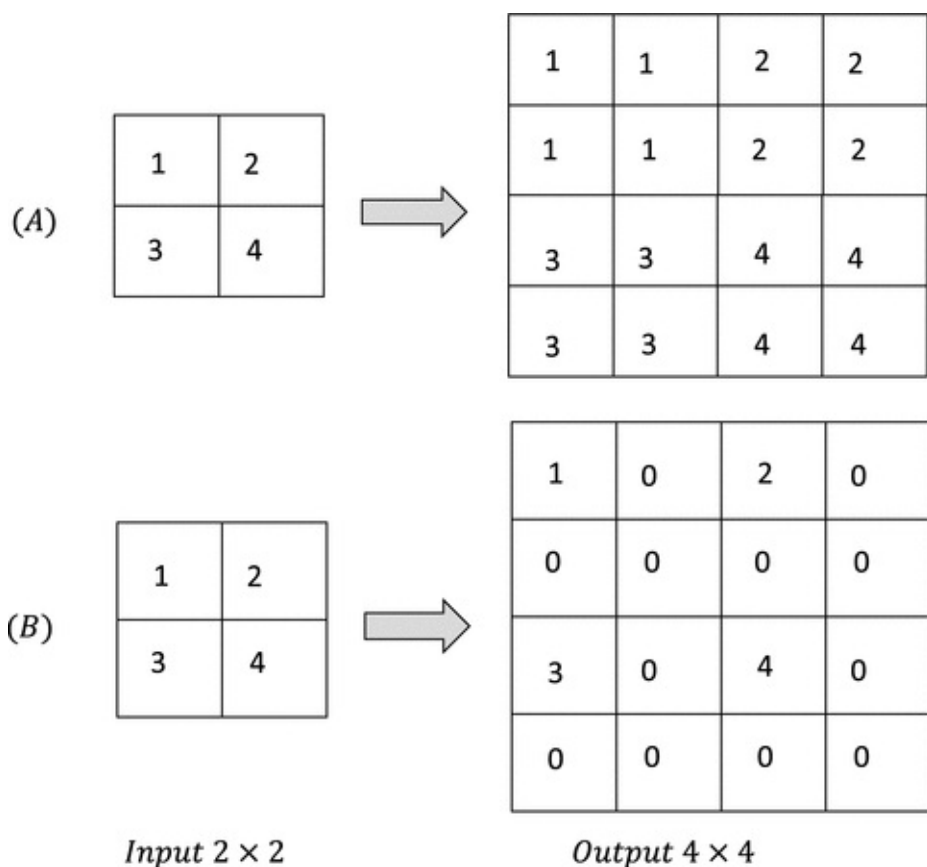 1 1 2 2
1 2
1 1 2 2
(A)
3 4
3 3 4 4
3 3 4 4
1 0 2 0
1 2
0 0 0 0
(B)
3 4
3 0 4 0
0 0 0 0
Input 2 × 2 Output 4 × 4